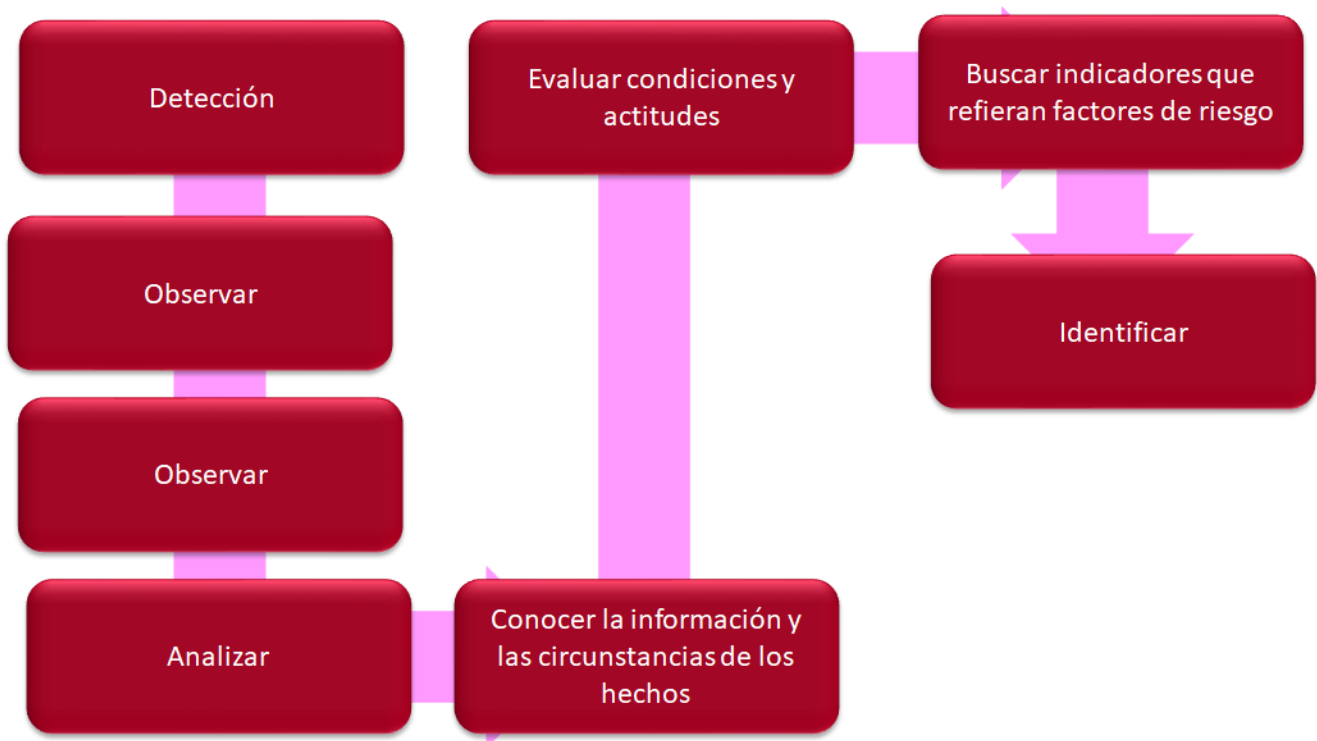 Detección
Observar
Observar
Analizar
Conocer la información y
las circunstancias de los
hechos
Evaluar condiciones y
actitudes
Buscar indicadores que
refieran factores de riesgo
Identificar